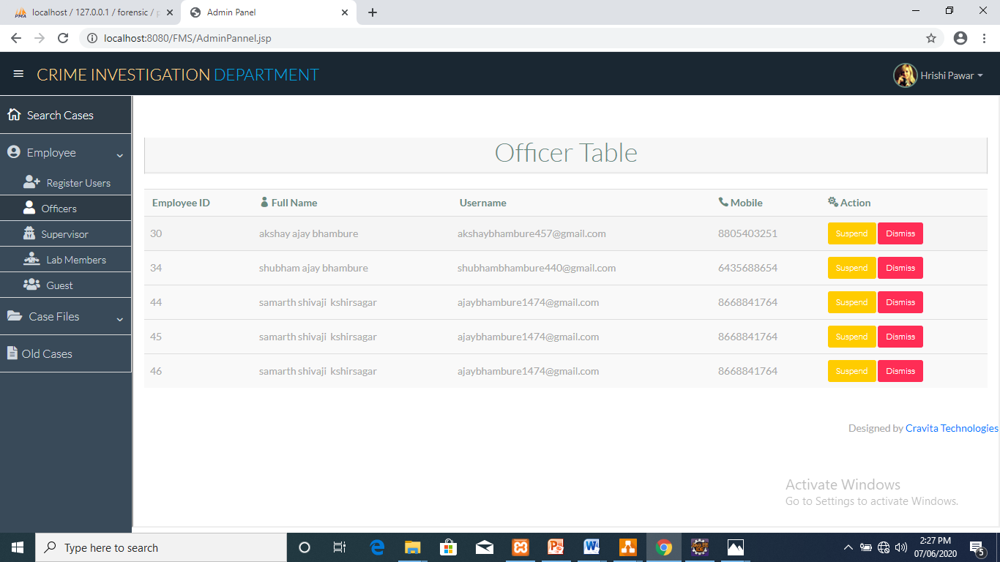 localhost / 127.0.0.1 / forensic / p
Admin Panel
localhost:8080/FMS/AdminPannel.jsp
CRIME INVESTIGATION DEPARTMENT
Hrishi Pawar
Search Cases
Employee
Register Users
Officers
Supervisor
Lab Members
Guest
Case Files
Old Cases
Officer Table
Employee ID Full Name Username Mobile Action
30 akshay ajay bhambure akshaybhambure457@gmail.com 8805403251 Suspend Dismiss
34 shubham ajay bhambure shubhambhambure440@gmail.com 6435688654 Suspend Dismiss
44 samarth shivaji kshirsagar ajaybhambure1474@gmail.com 8668841764 Suspend Dismiss
45 samarth shivaji kshirsagar ajaybhambure1474@gmail.com 8668841764 Suspend Dismiss
46 samarth shivaji kshirsagar ajaybhambure1474@gmail.com 8668841764 Suspend Dismiss
Designed by Cravita Technologies
Activate Windows
Go to Settings to activate Windows.
Type here to search
2:27 PM
07/06/2020
5